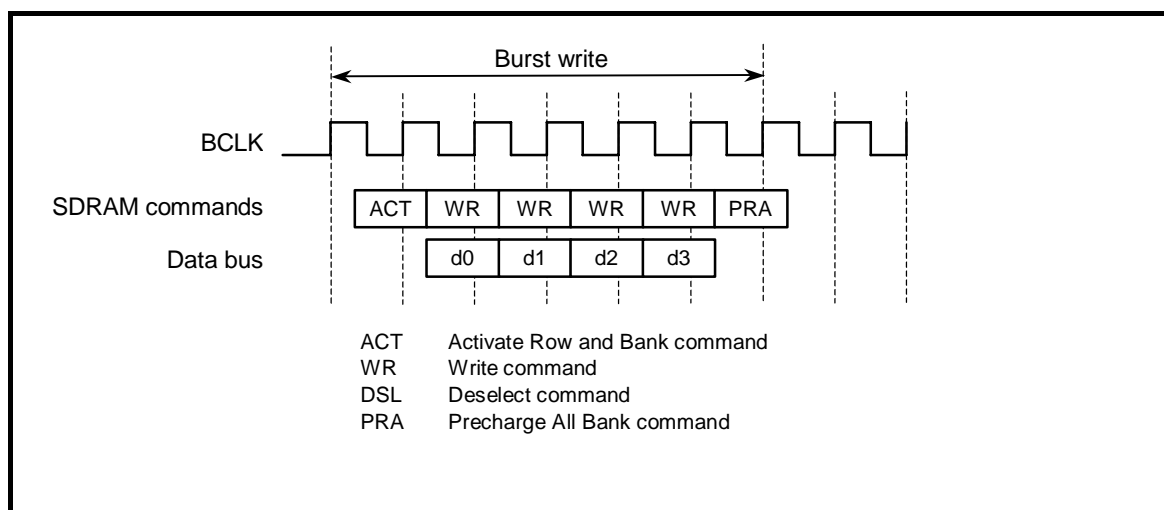 Burst write
BCLK
SDRAM commands ACT WR WR WR WR PRA
Data bus d0 d1 d2 d3
ACT Activate Row and Bank command
WR Write command
DSL Deselect command
PRA Precharge All Bank command